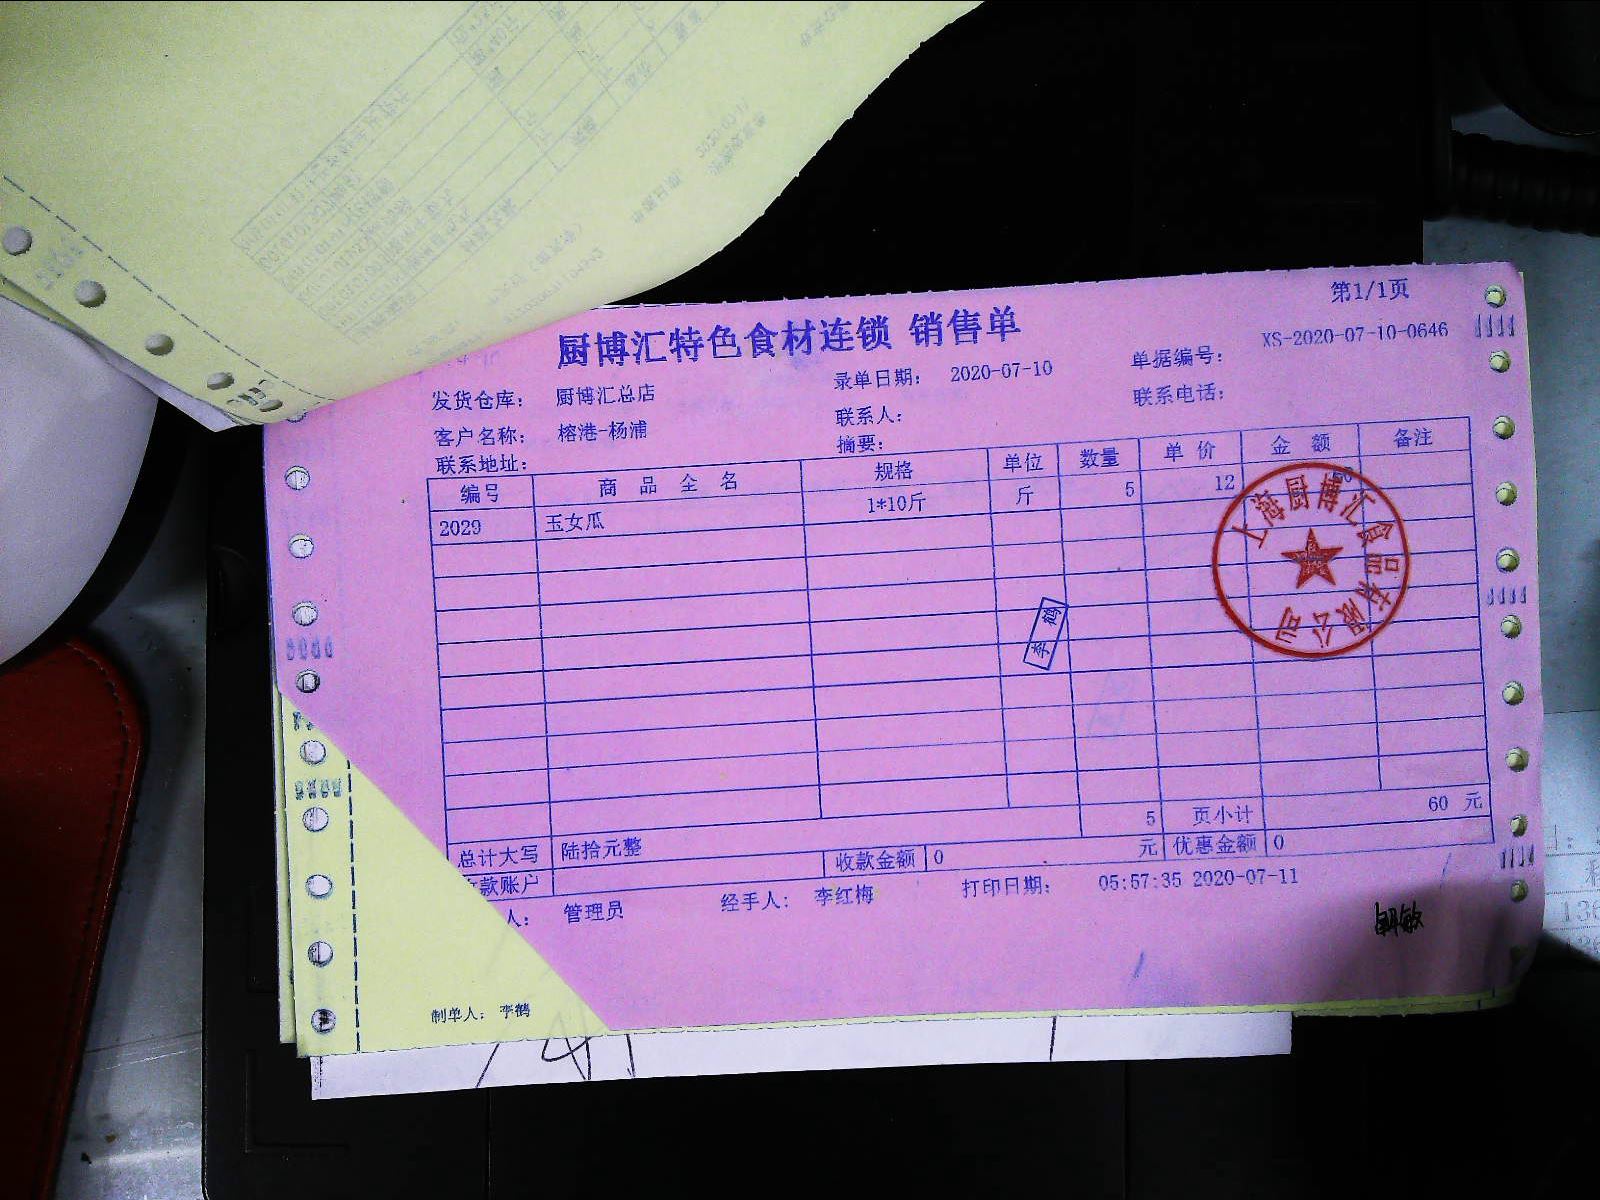 第1/1页
厨博汇特色食材连锁 销售单
发货仓库: 厨博汇总店 录单日期: 2020-07-10 单据编号: XS-2020-07-10-0646
客户名称: 榕港-杨浦 联系人: 联系电话:
联系地址: 摘要:
编号 商品全名 规格 单位 数量 单价 金额 备注
2029 玉女瓜 1*10斤 斤 5 12
上海厨博汇食品有限公司
李鹤
5 页小计 60 元
总计大写 陆拾元整 收款金额 0 元 优惠金额 0
款账户
人: 管理员 经手人: 李红梅 打印日期: 05:57:35 2020-07-11
制单人: 李鹤